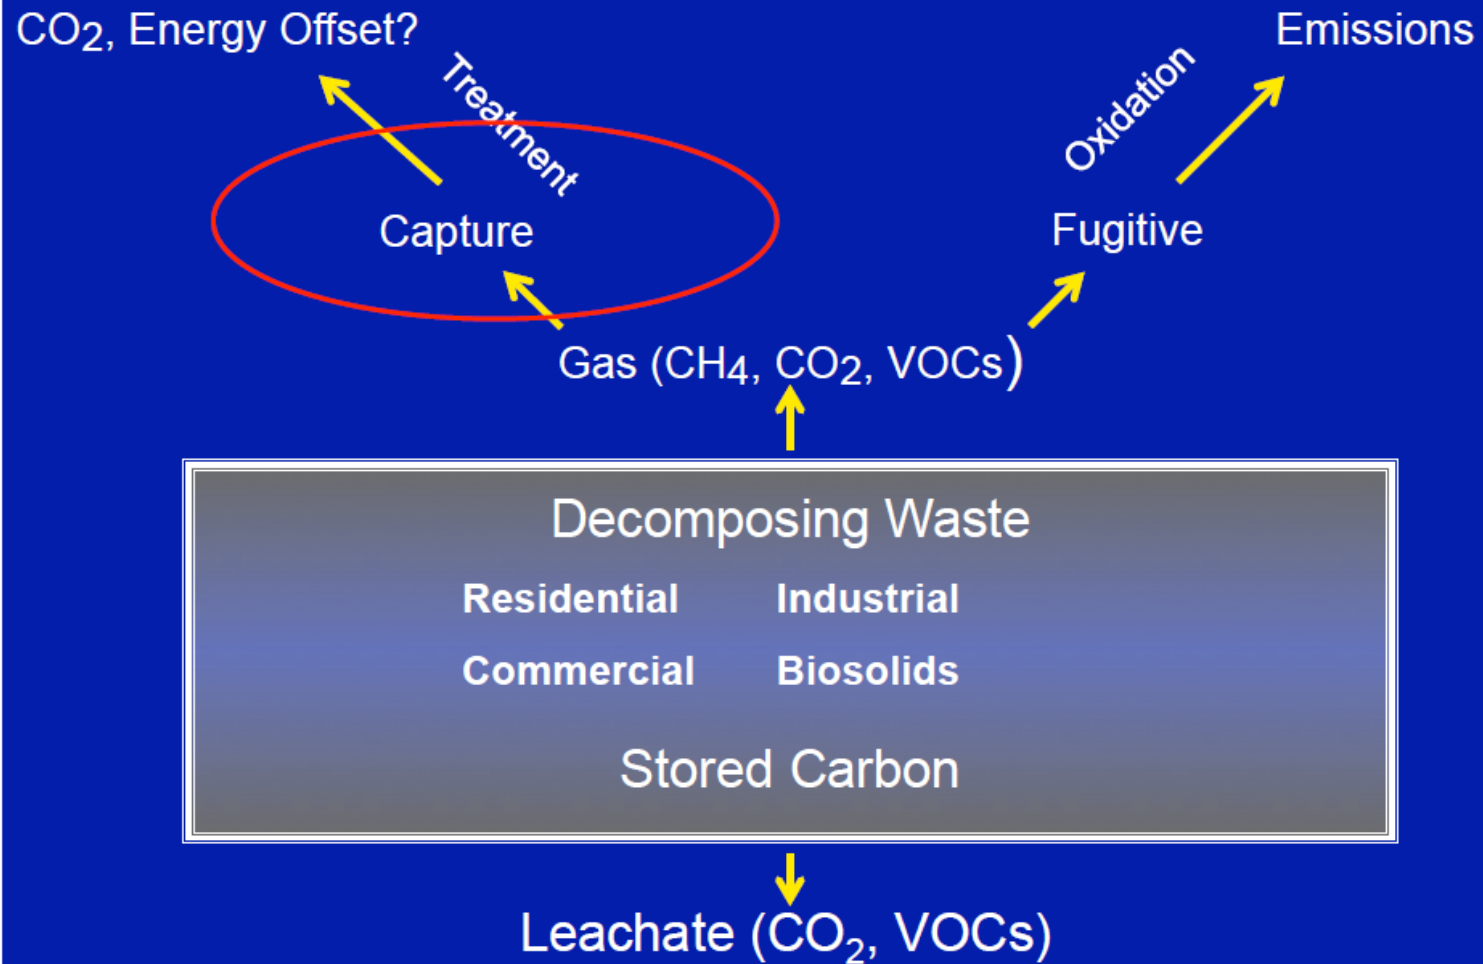 CO₂, Energy Offset?
Emissions
Treatment
Oxidation
Capture
Fugitive
Gas (CH₄, CO₂, VOCs)
Decomposing Waste
Residential Industrial
Commercial Biosolids
Stored Carbon
Leachate (CO₂, VOCs)